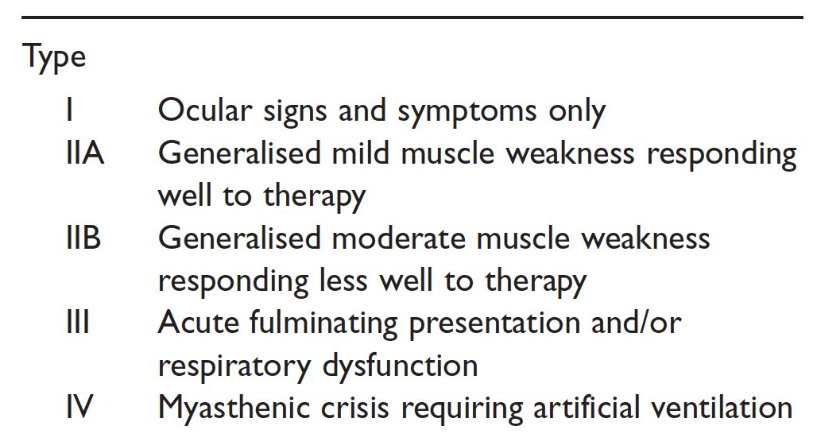 Type
I Ocular signs and symptoms only
IIA Generalised mild muscle weakness responding
well to therapy
IIB Generalised moderate muscle weakness
responding less well to therapy
III Acute fulminating presentation and/or
respiratory dysfunction
IV Myasthenic crisis requiring artificial ventilation